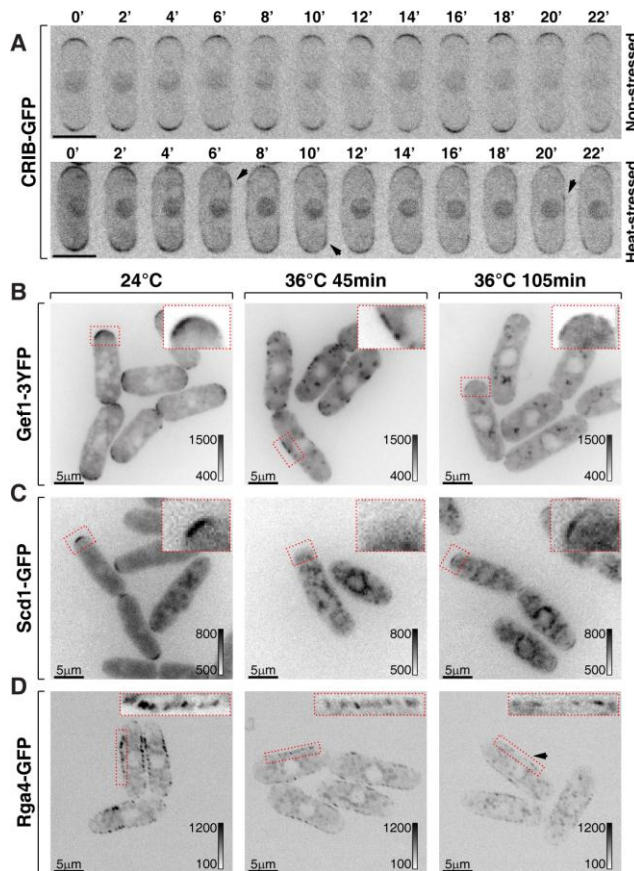 A
CRIB-GFP
0’ 2’ 4’ 6’ 8’ 10’ 12’ 14’ 16’ 18’ 20’ 22’
Non-stressed
0’ 2’ 4’ 6’ 8’ 10’ 12’ 14’ 16’ 18’ 20’ 22’
Heat-stressed
24°C 36°C 45min 36°C 105min
B
Gef1-3YFP
1500 1500 1500
400 400 400
5µm 5µm 5µm
C
Scd1-GFP
800 800 800
500 500 500
5µm 5µm 5µm
D
Rga4-GFP
1200 1200 1200
100 100 100
5µm 5µm 5µm